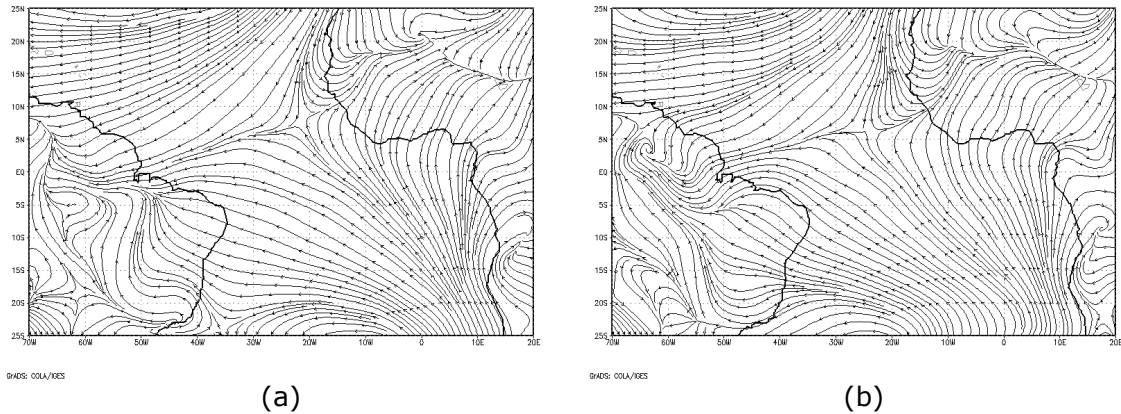 25N
20N
15N
10N
5N
EQ
5S
10S
15S
20S
25S
70W 60W 50W 40W 30W 20W 10W 0 10E 20E
GrADS: COLA/IGES
(a)
25N
20N
15N
10N
5N
EQ
5S
10S
15S
20S
25S
70W 60W 50W 40W 30W 20W 10W 0 10E 20E
GrADS: COLA/IGES
(b)